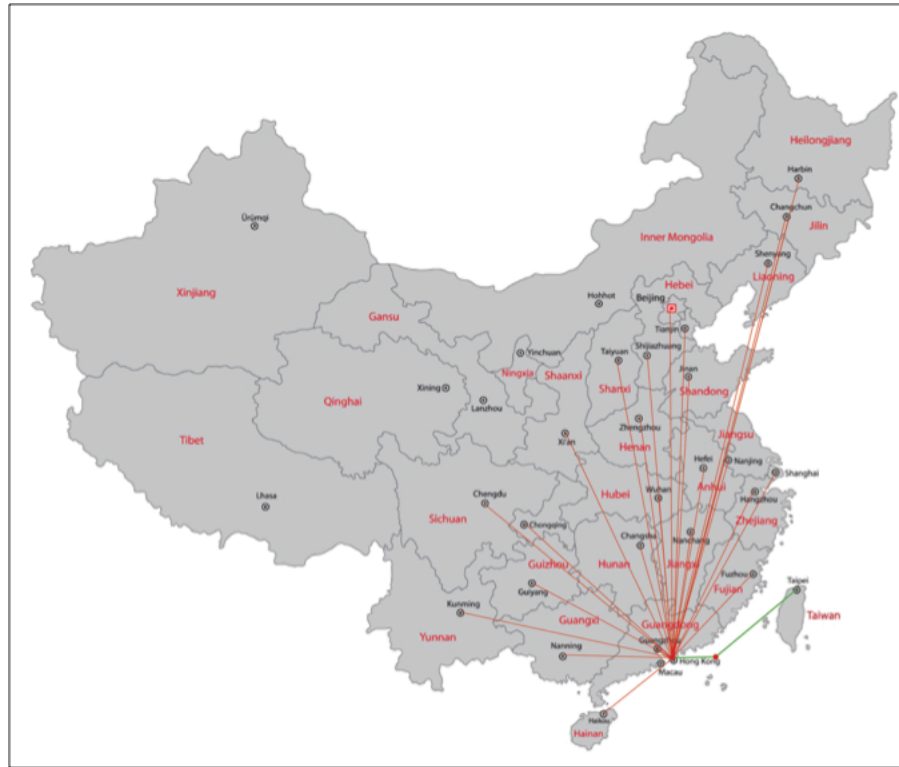 Heilongjiang
Harbin
Changchun
Ürümqi
Jilin
Inner Mongolia
Shenyang
Liaoning
Hebei
Xinjiang
Beijing
Hohhot
Gansu
Tianjin
Yinchuan
Taiyuan
Shijiazhuang
Ningxia
Shaanxi
Jinan
Xining
Shanxi
Shandong
Qinghai
Lanzhou
Zhengzhou
Jiangsu
Tibet
Xi'an
Henan
Hefei
Nanjing
Shanghai
Anhui
Hubei
Wuhan
Hangzhou
Lhasa
Chengdu
Sichuan
Chongqing
Zhejiang
Changsha
Nanchang
Guizhou
Hunan
Jiangxi
Fuzhou
Taipei
Guiyang
Fujian
Kunming
Taiwan
Guangxi
Guangdong
Yunnan
Guangzhou
Nanning
Hong Kong
Macau
Haikou
Hainan